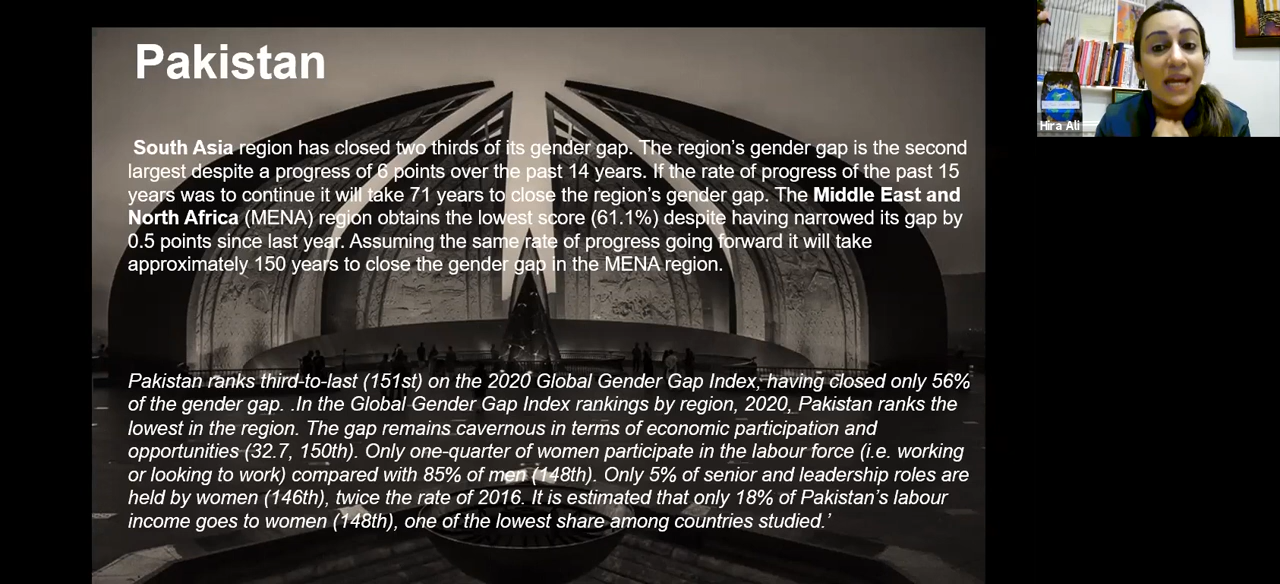 Pakistan
South Asia region has closed two thirds of its gender gap. The region's gender gap is the second
largest despite a progress of 6 points over the past 14 years. If the rate of progress of the past 15
years was to continue it will take 71 years to close the region's gender gap. The Middle East and
North Africa (MENA) region obtains the lowest score (61.1%) despite having narrowed its gap by
0.5 points since last year. Assuming the same rate of progress going forward it will take
approximately 150 years to close the gender gap in the MENA region.
Pakistan ranks third-to-last (151st) on the 2020 Global Gender Gap Index, having closed only 56%
of the gender gap. .In the Global Gender Gap Index rankings by region, 2020, Pakistan ranks the
lowest in the region. The gap remains cavernous in terms of economic participation and
opportunities (32.7, 150th). Only one-quarter of women participate in the labour force (i.e. working
or looking to work) compared with 85% of men (148th). Only 5% of senior and leadership roles are
held by women (146th), twice the rate of 2016. It is estimated that only 18% of Pakistan's labour
income goes to women (148th), one of the lowest share among countries studied.'
Hira Ali